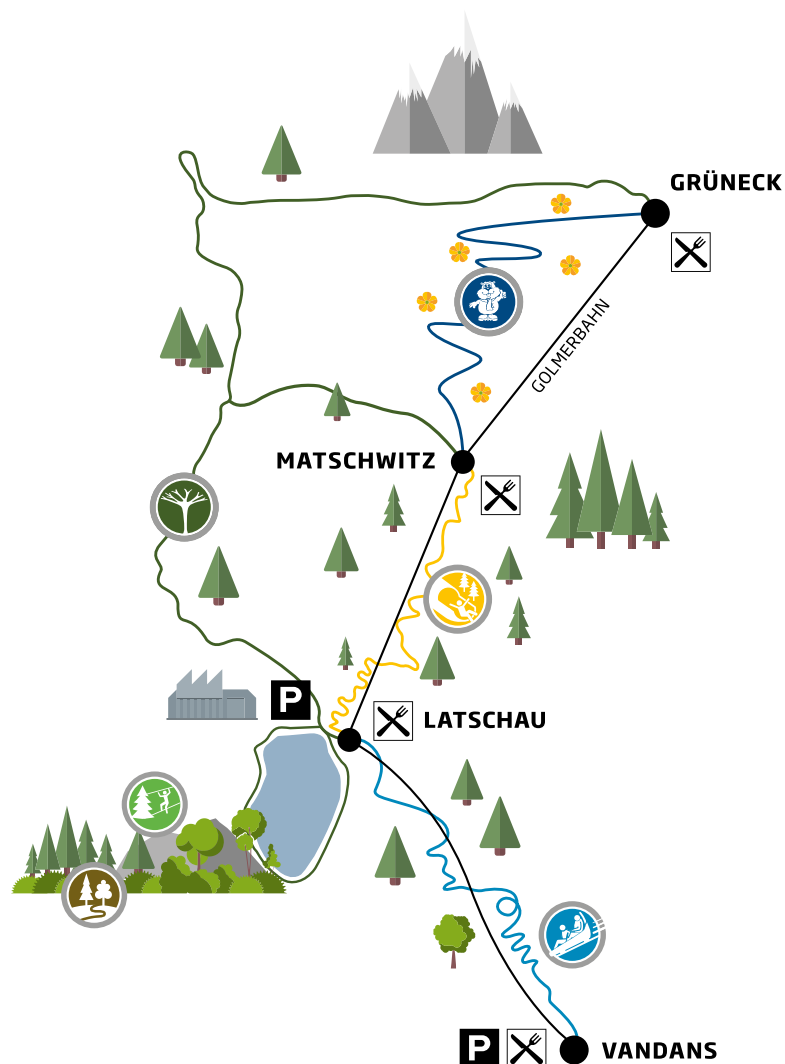 GRÜNECK
GOLMERBAHN
MATSCHWITZ
P
LATSCHAU
P
VANDANS